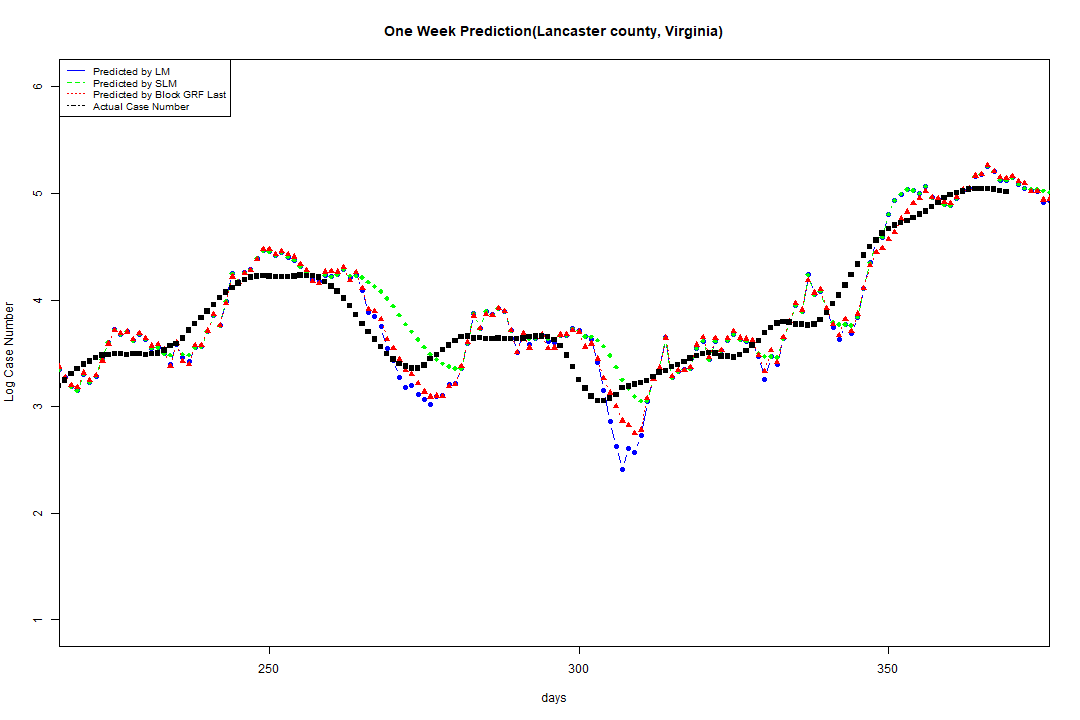 One Week Prediction(Lancaster county, Virginia)
Predicted by LM
Predicted by SLM
Predicted by Block GRF Last
Actual Case Number
6
5
4
3
2
1
Log Case Number
250
300
350
days